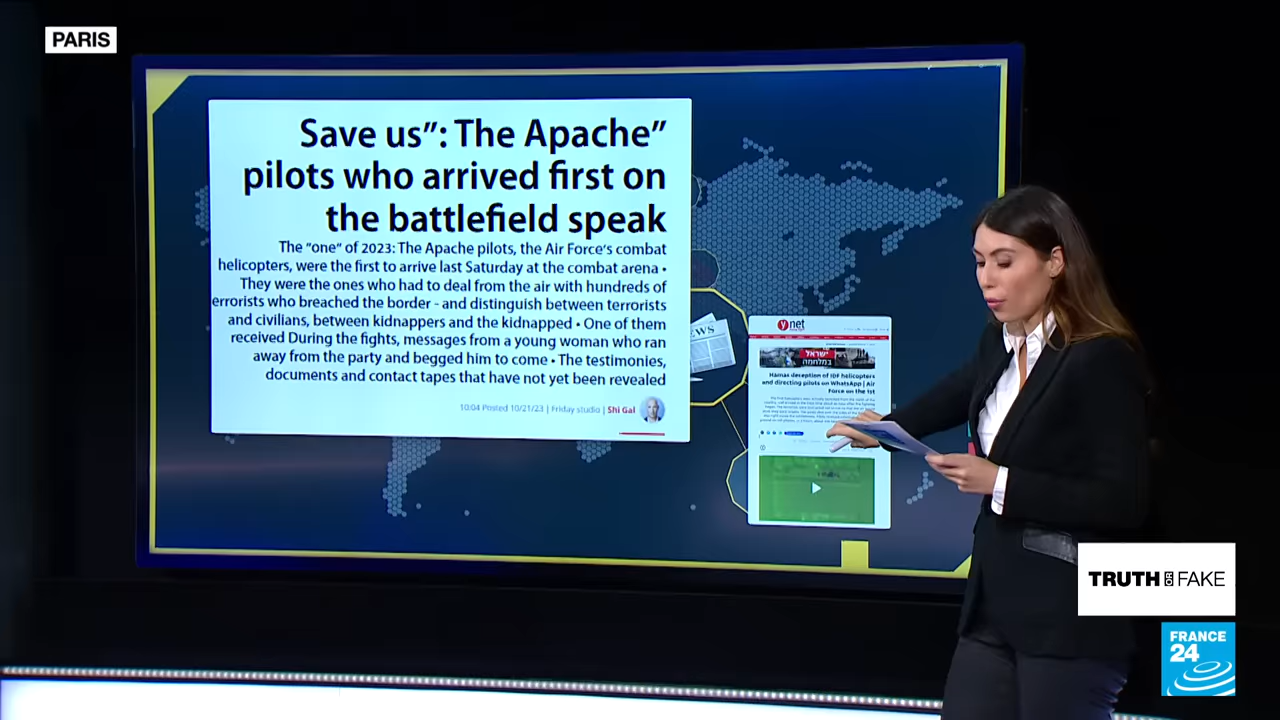 PARIS
Save us”: The Apache”
pilots who arrived first on
the battlefield speak
The "one" of 2023: The Apache pilots, the Air Force's combat
helicopters, were the first to arrive last Saturday at the combat arena •
They were the ones who had to deal from the air with hundreds of
errorists who breached the border - and distinguish between terrorists
and civilians, between kidnappers and the kidnapped • One of them
received During the fights, messages from a young woman who ran
away from the party and begged him to come • The testimonies,
documents and contact tapes that have not yet been revealed
10:04 Posted 10/21/23 | Friday studio | Shi Gal
EWS
ynet
ישראל
במלחמה
Hamas deception of IDF helicopters
and directing pilots on WhatsApp | Air
Force on the 1st
TRUTH OR FAKE
FRANCE
24